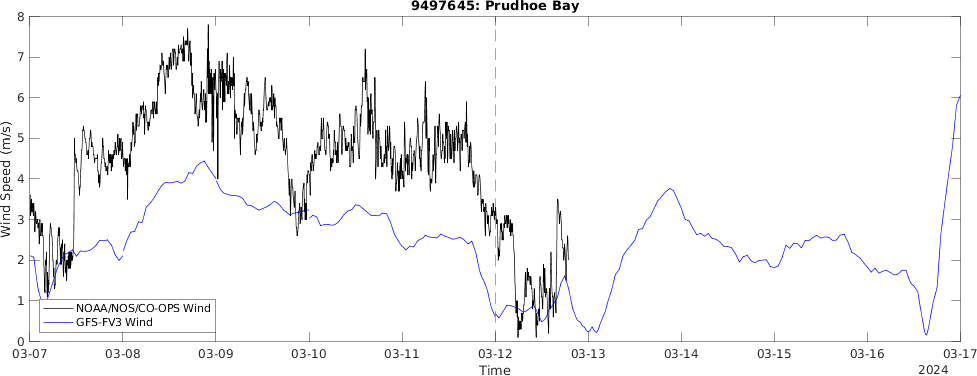 9497645: Prudhoe Bay
Wind Speed (m/s)
8
7
6
5
4
3
2
1
0
NOAA/NOS/CO-OPS Wind
GFS-FV3 Wind
03-07 03-08 03-09 03-10 03-11 03-12 03-13 03-14 03-15 03-16 03-17
Time
2024